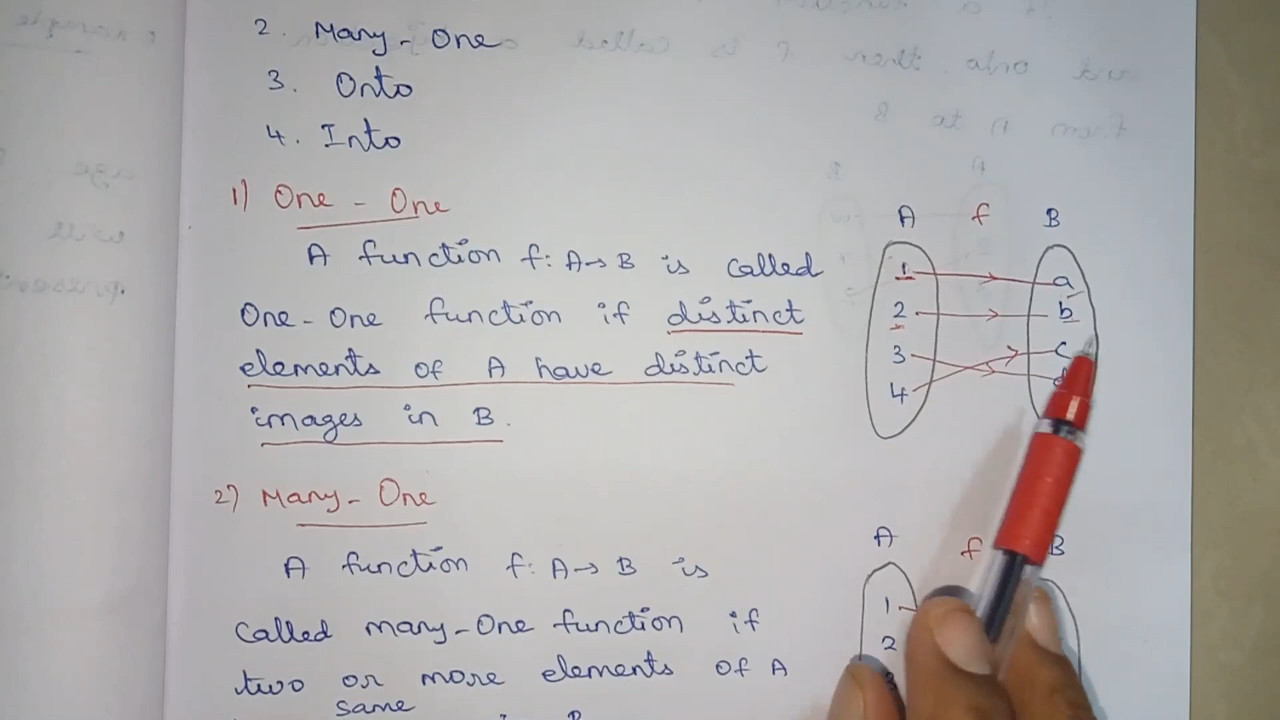 2. Many - One
3. Onto
4. Into
1) One - One
A function f: A→B is called
One-One function if distinct
elements of A have distinct
images in B.
A f B
1 a
2 b
3 c
4 d
2) Many - One
A function f: A→B is
called many-One function if
two or more elements of A
same
B
A f B
1
2